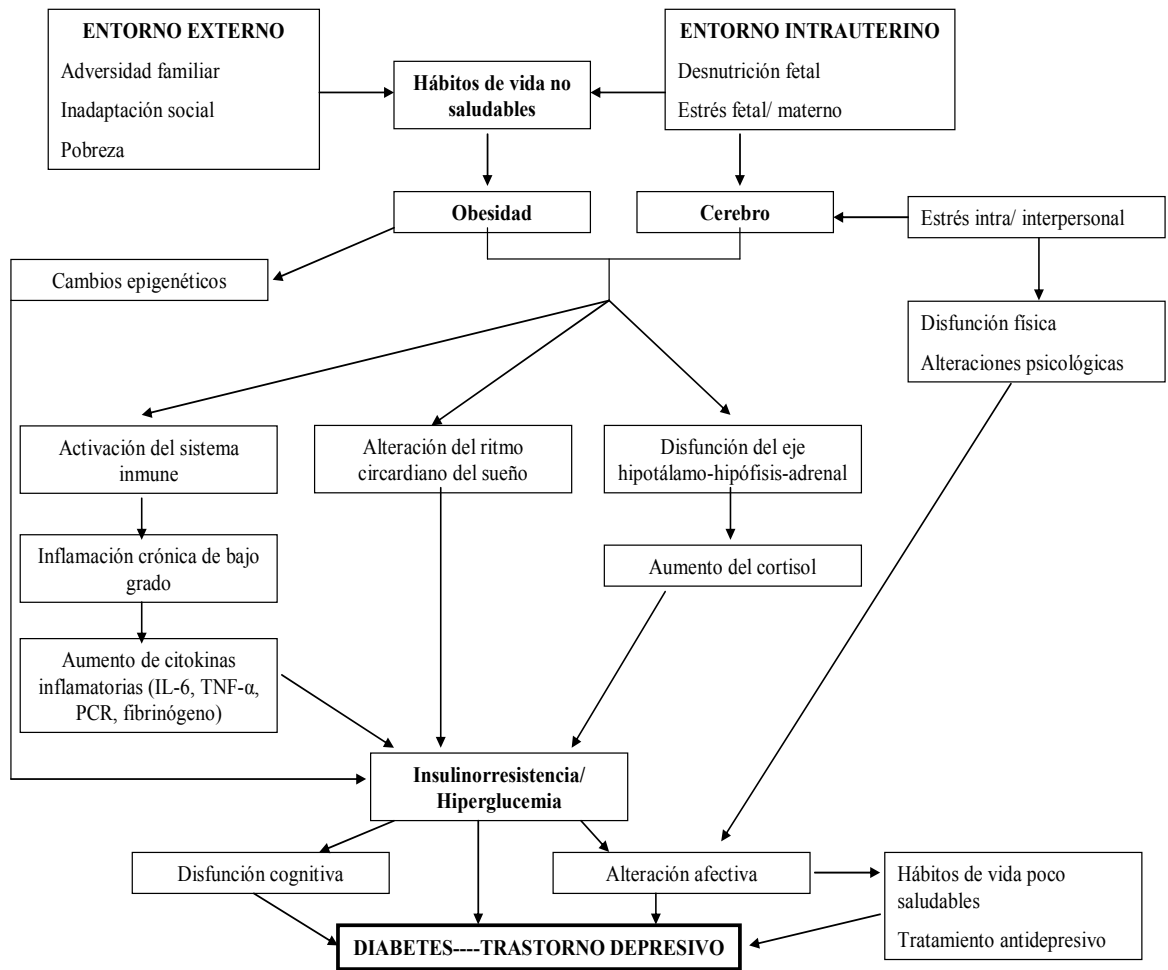 ENTORNO EXTERNO
Adversidad familiar
Inadaptación social
Pobreza
Hábitos de vida no
saludables
ENTORNO INTRAUTERINO
Desnutrición fetal
Estrés fetal/ materno
Obesidad
Cerebro
Estrés intra/ interpersonal
Cambios epigenéticos
Disfunción física
Alteraciones psicológicas
Activación del sistema
inmune
Alteración del ritmo
circardiano del sueño
Disfunción del eje
hipotálamo-hipófisis-adrenal
Inflamación crónica de bajo
grado
Aumento del cortisol
Aumento de citokinas
inflamatorias (IL-6, TNF-α,
PCR, fibrinógeno)
Insulinorresistencia/
Hiperglucemia
Disfunción cognitiva
Alteración afectiva
Hábitos de vida poco
saludables
Tratamiento antidepresivo
DIABETES----TRASTORNO DEPRESIVO